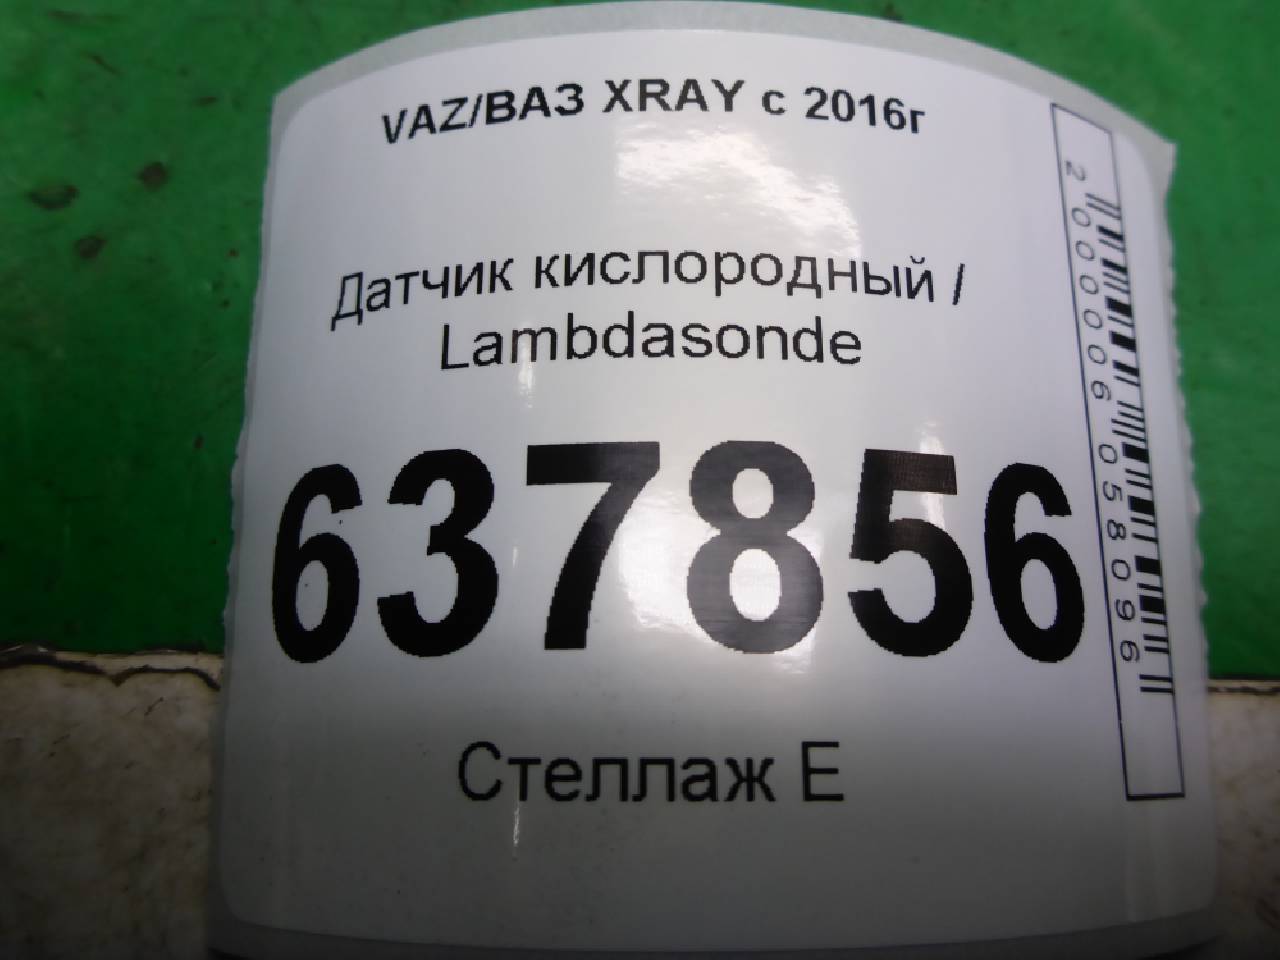 VAZ/ВАЗ XRAY с 2016г
Датчик кислородный /
Lambdasonde
637856
Стеллаж Е
2000006058096